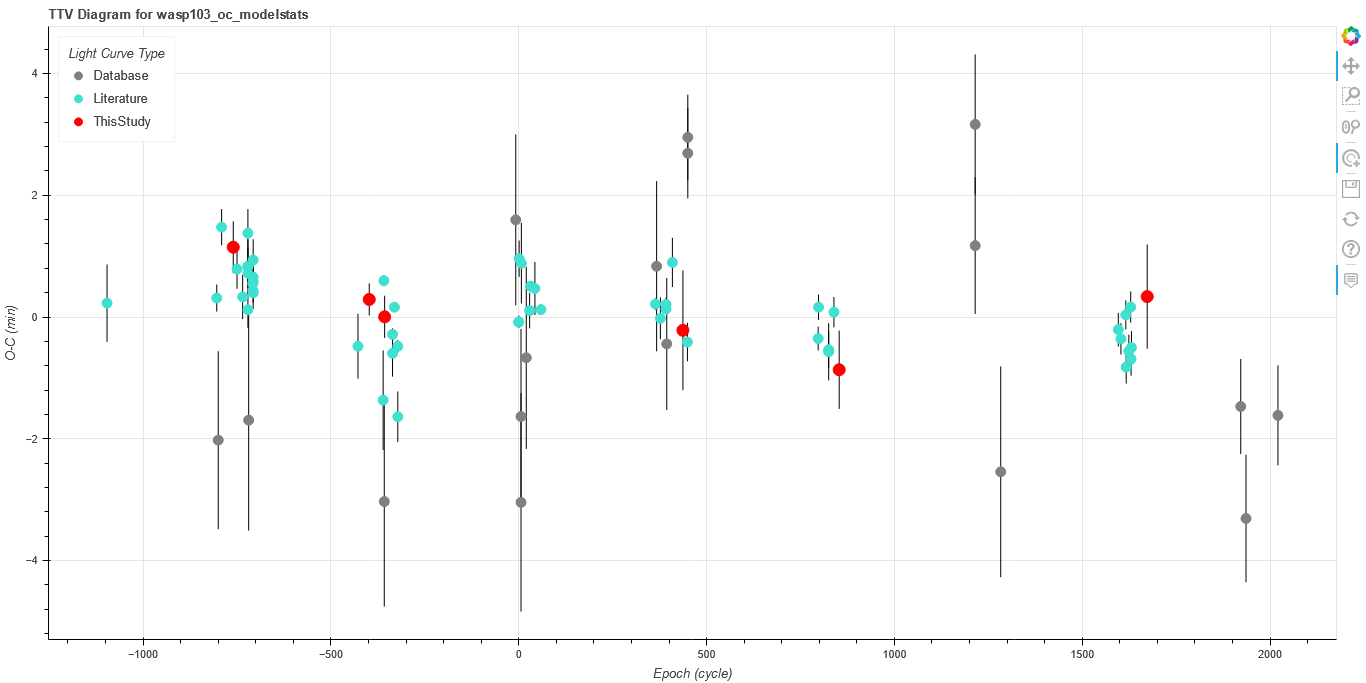 TTV Diagram for wasp103_oc_modelstats
Light Curve Type
Database
Literature
ThisStudy
O-C (min)
4
2
0
−2
−4
−1000
−500
0
500
1000
1500
2000
Epoch (cycle)